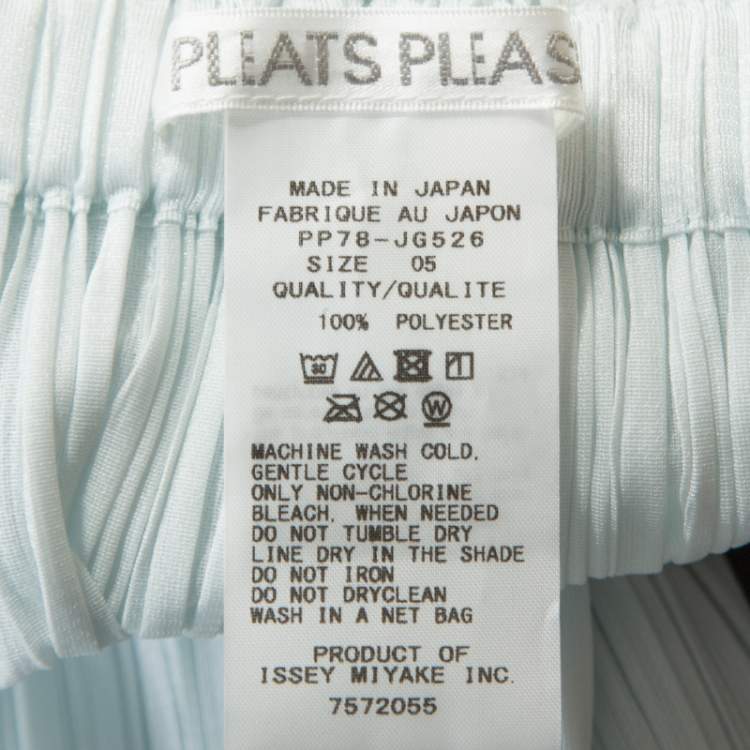 PLEATS PLEAS
MADE IN JAPAN
FABRIQUE AU JAPON
PP78-JG526
SIZE 05
QUALITY/QUALITE
100% POLYESTER
30
W
MACHINE WASH COLD.
GENTLE CYCLE
ONLY NON-CHLORINE
BLEACH, WHEN NEEDED
DO NOT TUMBLE DRY
LINE DRY IN THE SHADE
DO NOT IRON
DO NOT DRYCLEAN
WASH IN A NET BAG
PRODUCT OF
ISSEY MIYAKE INC.
7572055